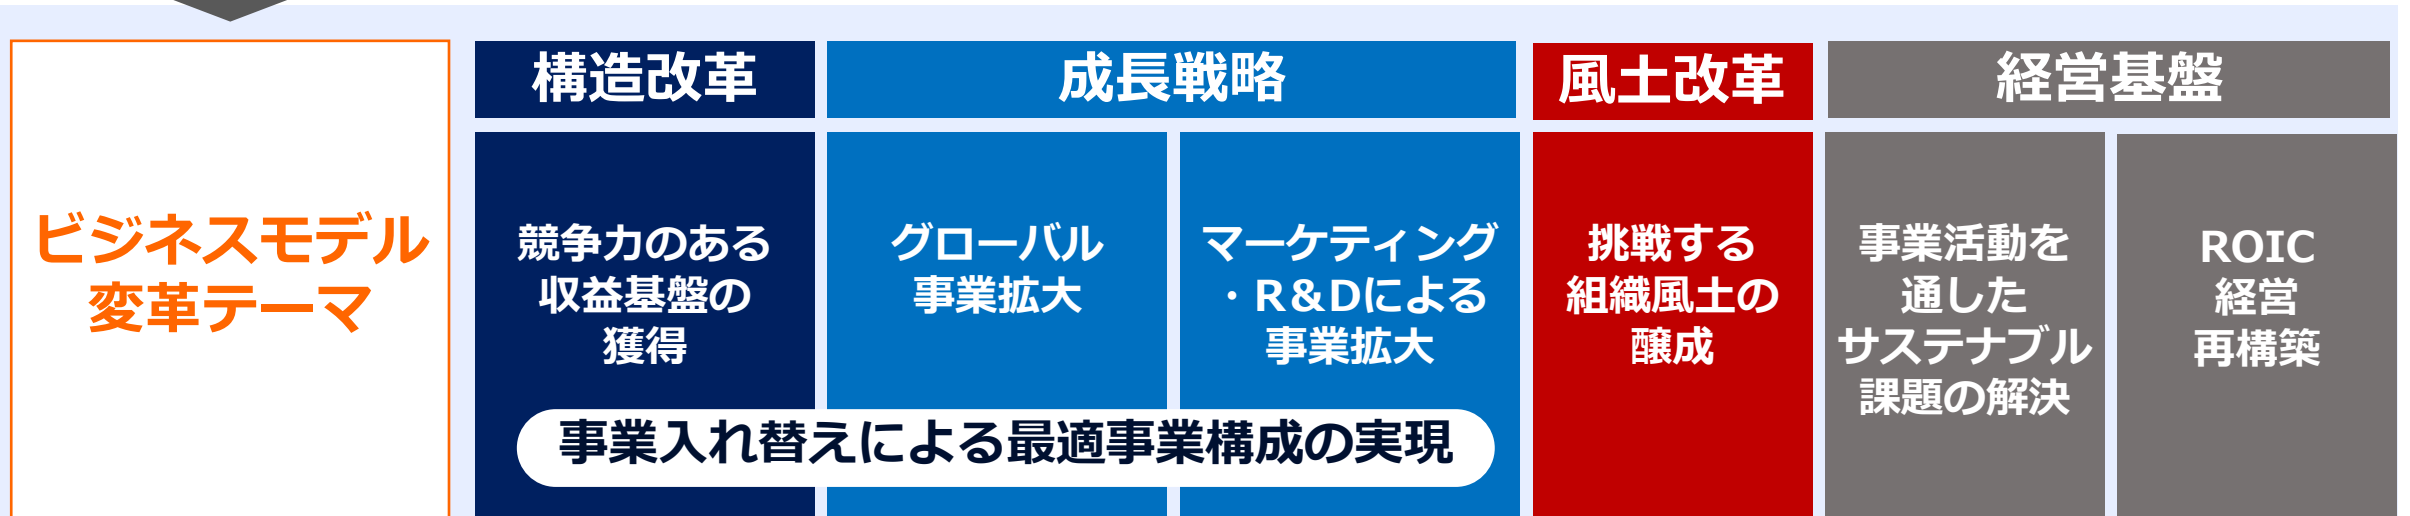 ビジネスモデル
変革テーマ
構造改革
成長戦略
風土改革
経営基盤
競争力のある
収益基盤の
獲得
グローバル
事業拡大
マーケティング
・R&Dによる
事業拡大
挑戦する
組織風土の
醸成
事業活動を
通した
サステナブル
課題の解決
ROIC
経営
再構築
事業入れ替えによる最適事業構成の実現